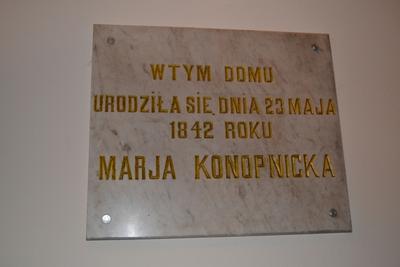 WTYM DOMU
URODZIŁA SIĘ DNIA 23 MAJA
1842 ROKU
MARJA KONOPNICKA